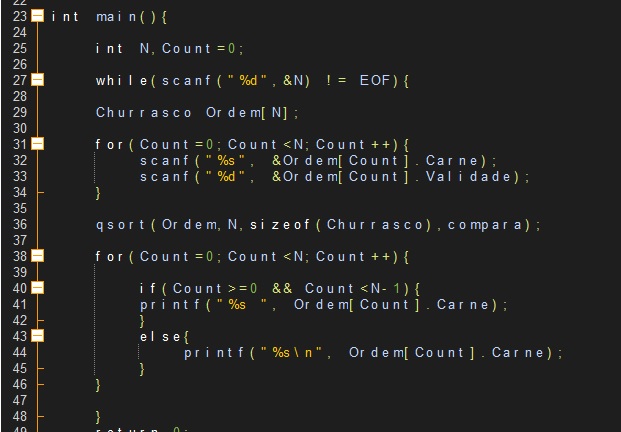 22
23 int main(){
24
25 int N, Count=0;
26
27 while(scanf("%d", &N) != EOF){
28
29 Churrasco Ordem[N];
30
31 for(Count=0;Count<N;Count++){
32 scanf("%s", &Ordem[Count].Carne);
33 scanf("%d", &Ordem[Count].Validade);
34 }
35
36 qsort(Ordem,N,sizeof(Churrasco),compara);
37
38 for(Count=0;Count<N;Count++){
39
40 if(Count>=0 && Count<N-1){
41 printf("%s ", Ordem[Count].Carne);
42 }
43 else{
44 printf("%s\n", Ordem[Count].Carne);
45 }
46 }
47
48 }
49 return 0;